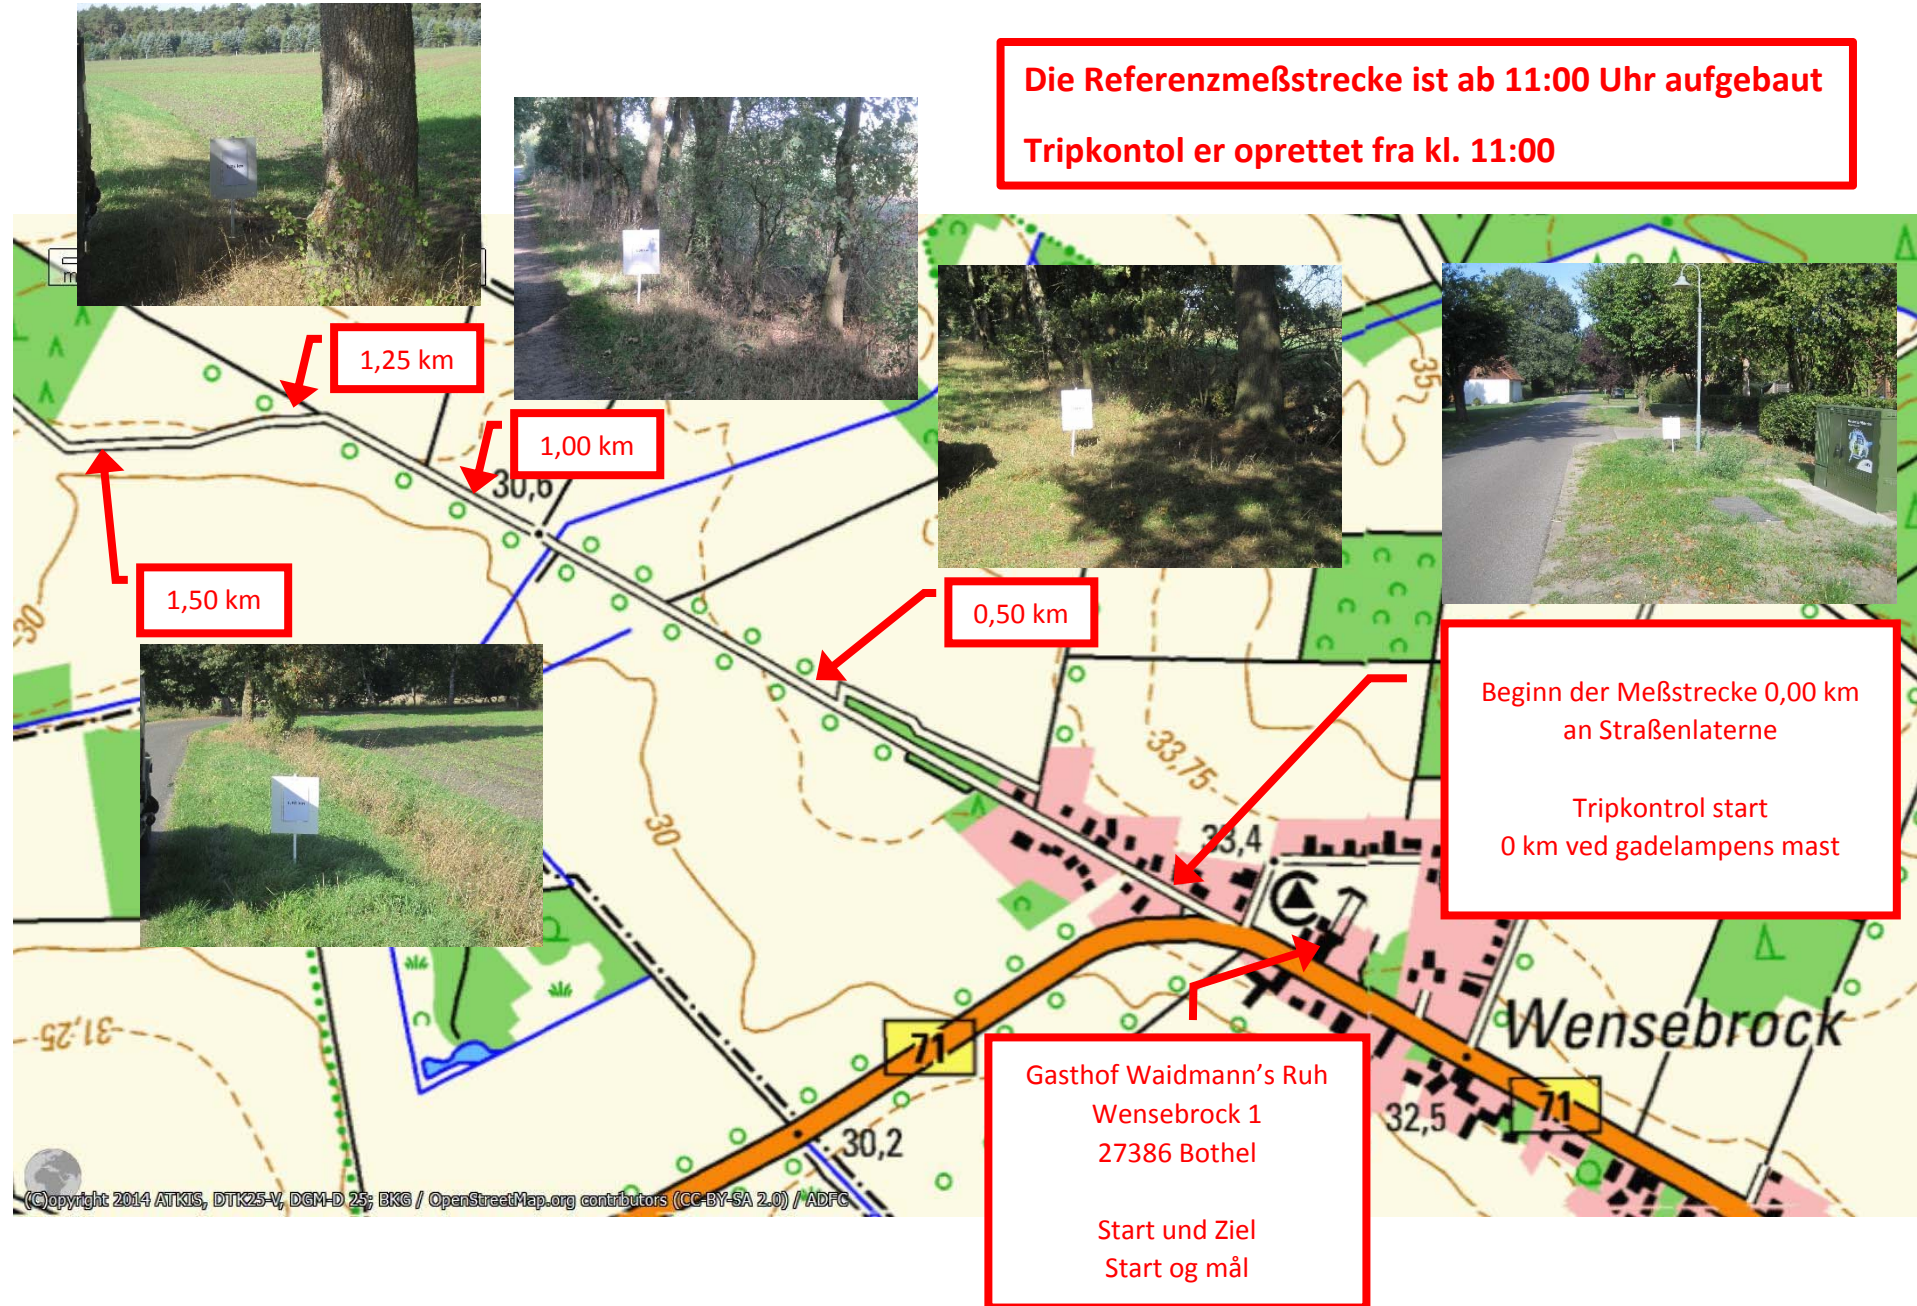 Die Referenzmeßstrecke ist ab 11:00 Uhr aufgebaut
Tripkontol er oprettet fra kl. 11:00
1,25 km
1,00 km
30,6
35
1,50 km
0,50 km
30
Beginn der Meßstrecke 0,00 km
an Straßenlaterne
Tripkontrol start
0 km ved gadelampens mast
33,75
30
33,4
31,25
71
Wensebrock
Gasthof Waidmann’s Ruh
Wensebrock 1
27386 Bothel
Start und Ziel
Start og mål
71
32,5
30,2
(C)opyright 2014 ATKIS, DTK25-V, DGM-D 25; BKG / OpenStreetMap.org contributors (CC-BY-SA 2.0) / ADFC